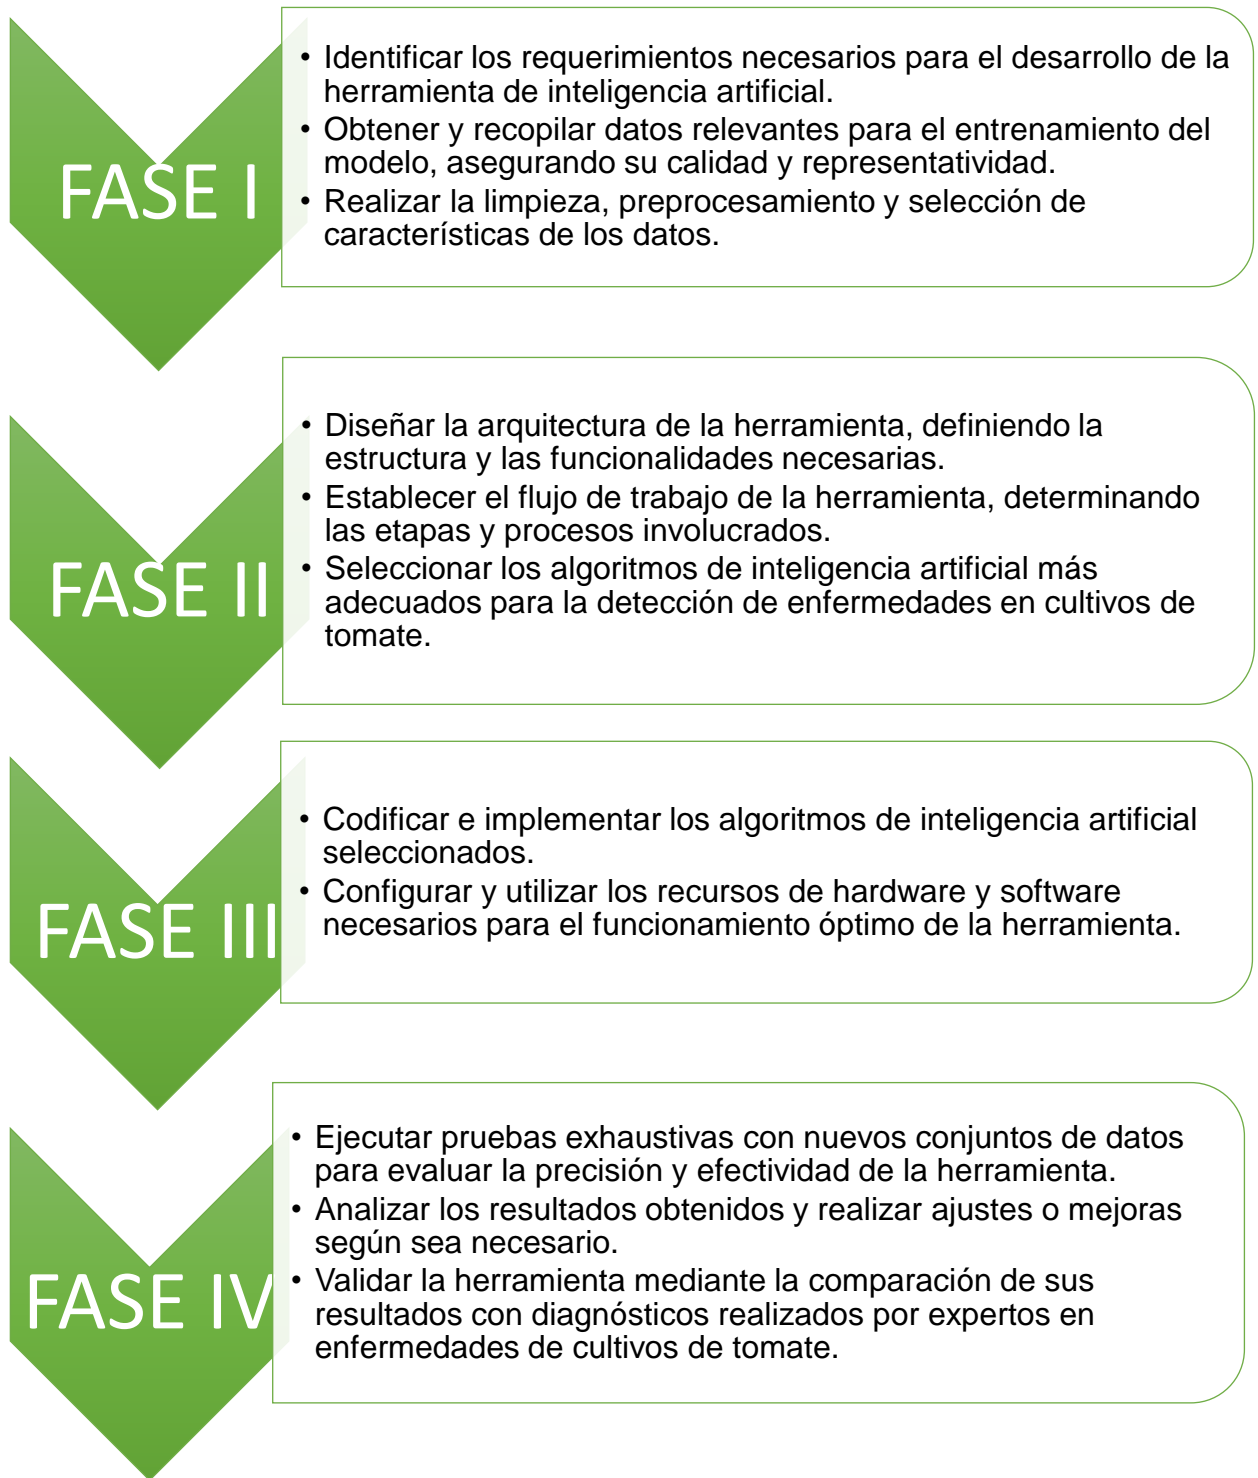 FASE I
• Identificar los requerimientos necesarios para el desarrollo de la
herramienta de inteligencia artificial.
• Obtener y recopilar datos relevantes para el entrenamiento del
modelo, asegurando su calidad y representatividad.
• Realizar la limpieza, preprocesamiento y selección de
características de los datos.
FASE II
• Diseñar la arquitectura de la herramienta, definiendo la
estructura y las funcionalidades necesarias.
• Establecer el flujo de trabajo de la herramienta, determinando
las etapas y procesos involucrados.
• Seleccionar los algoritmos de inteligencia artificial más
adecuados para la detección de enfermedades en cultivos de
tomate.
FASE III
• Codificar e implementar los algoritmos de inteligencia artificial
seleccionados.
• Configurar y utilizar los recursos de hardware y software
necesarios para el funcionamiento óptimo de la herramienta.
FASE IV
• Ejecutar pruebas exhaustivas con nuevos conjuntos de datos
para evaluar la precisión y efectividad de la herramienta.
• Analizar los resultados obtenidos y realizar ajustes o mejoras
según sea necesario.
• Validar la herramienta mediante la comparación de sus
resultados con diagnósticos realizados por expertos en
enfermedades de cultivos de tomate.